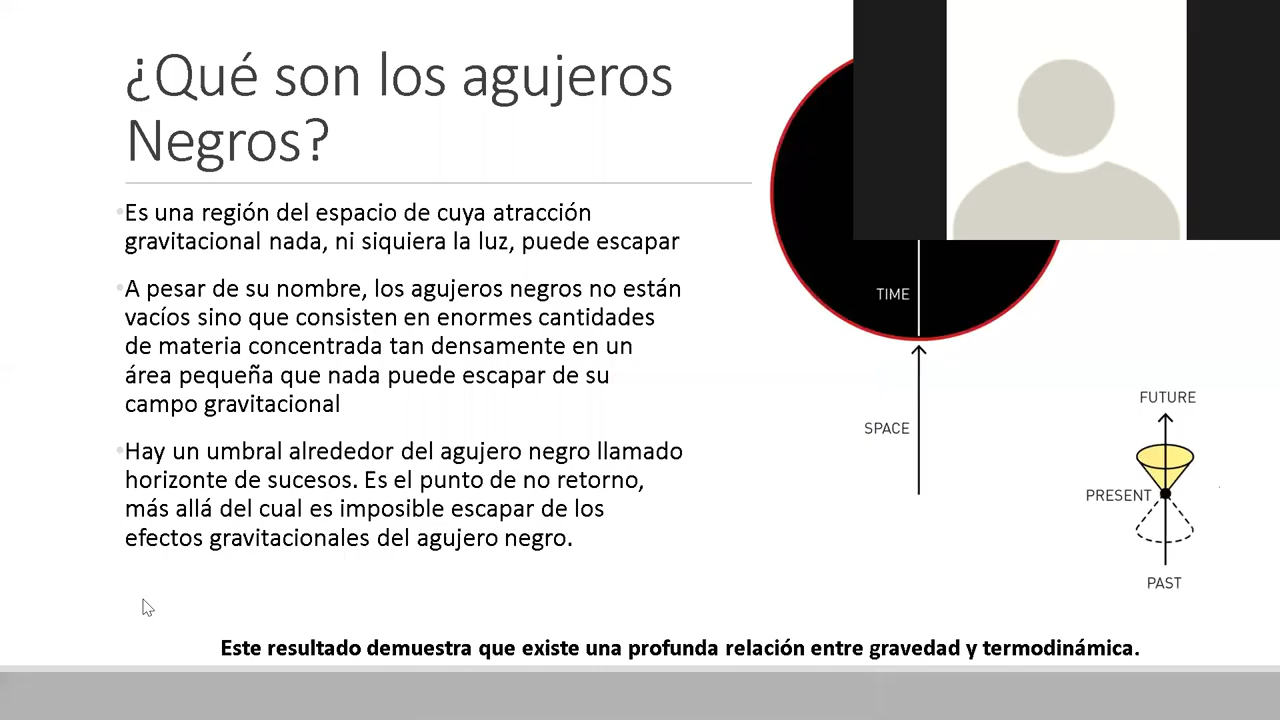 ¿Qué son los agujeros
Negros?
•Es una región del espacio de cuya atracción
gravitacional nada, ni siquiera la luz, puede escapar
•A pesar de su nombre, los agujeros negros no están
vacíos sino que consisten en enormes cantidades
de materia concentrada tan densamente en un
área pequeña que nada puede escapar de su
campo gravitacional
•Hay un umbral alrededor del agujero negro llamado
horizonte de sucesos. Es el punto de no retorno,
más allá del cual es imposible escapar de los
efectos gravitacionales del agujero negro.
TIME
SPACE
FUTURE
PRESENT
PAST
Este resultado demuestra que existe una profunda relación entre gravedad y termodinámica.